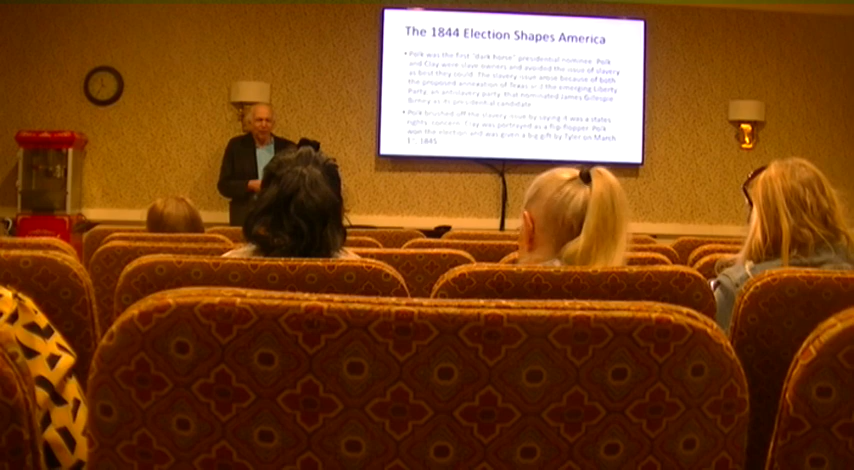 The 1844 Election Shapes America
• Polk was the first "dark horse" presidential nominee. Polk
and Clay were slave owners and avoided the issue of slavery
as best they could. The slavery issue arose because of both
the proposed annexation of Texas and the emerging Liberty
Party, an antislavery party, that nominated James Gillespie
Birney as its presidential candidate.
• Polk brushed off the slavery issue by saying it was a states
rights concern. Clay was portrayed as a flip flopper. Polk
won the election and was given a big gift by Tyler on March
1st, 1845.